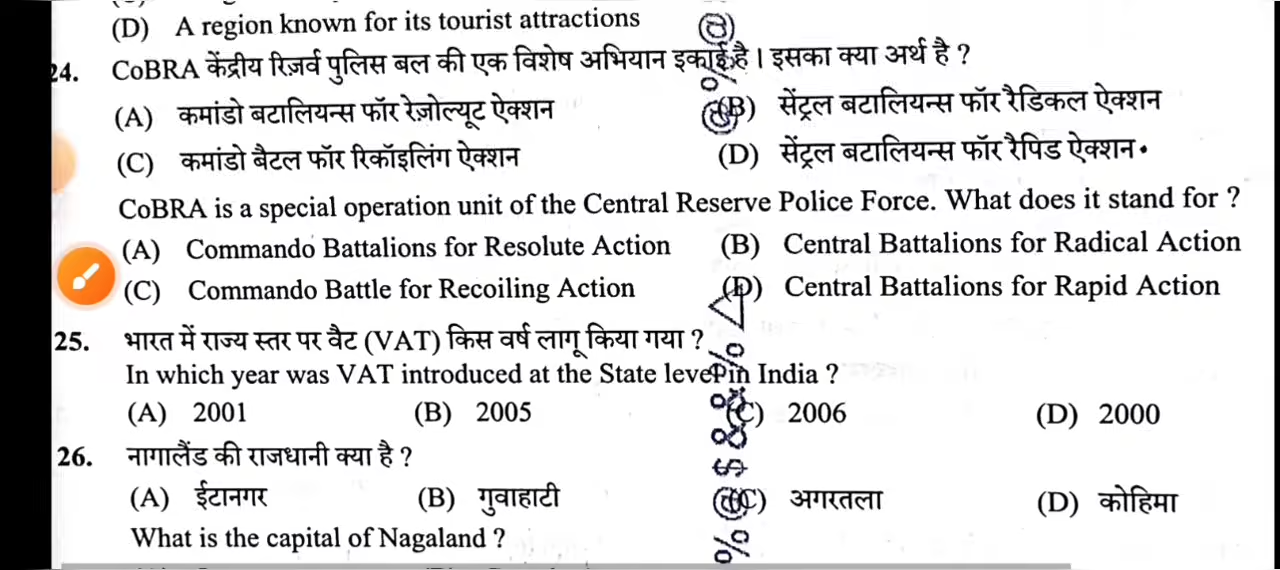 (D) A region known for its tourist attractions
24. CoBRA केंद्रीय रिज़र्व पुलिस बल की एक विशेष अभियान इकाई है । इसका क्या अर्थ है ?
(A) कमांडो बटालियन्स फॉर रेज़ोल्यूट ऐक्शन (B) सेंट्रल बटालियन्स फॉर रैडिकल ऐक्शन
(C) कमांडो बैटल फॉर रिकॉइलिंग ऐक्शन (D) सेंट्रल बटालियन्स फॉर रैपिड ऐक्शन
CoBRA is a special operation unit of the Central Reserve Police Force. What does it stand for ?
(A) Commando Battalions for Resolute Action (B) Central Battalions for Radical Action
(C) Commando Battle for Recoiling Action (D) Central Battalions for Rapid Action
25. भारत में राज्य स्तर पर वैट (VAT) किस वर्ष लागू किया गया ?
In which year was VAT introduced at the State level in India ?
(A) 2001 (B) 2005 (C) 2006 (D) 2000
26. नागालैंड की राजधानी क्या है ?
(A) ईटानगर (B) गुवाहाटी (C) अगरतला (D) कोहिमा
What is the capital of Nagaland ?